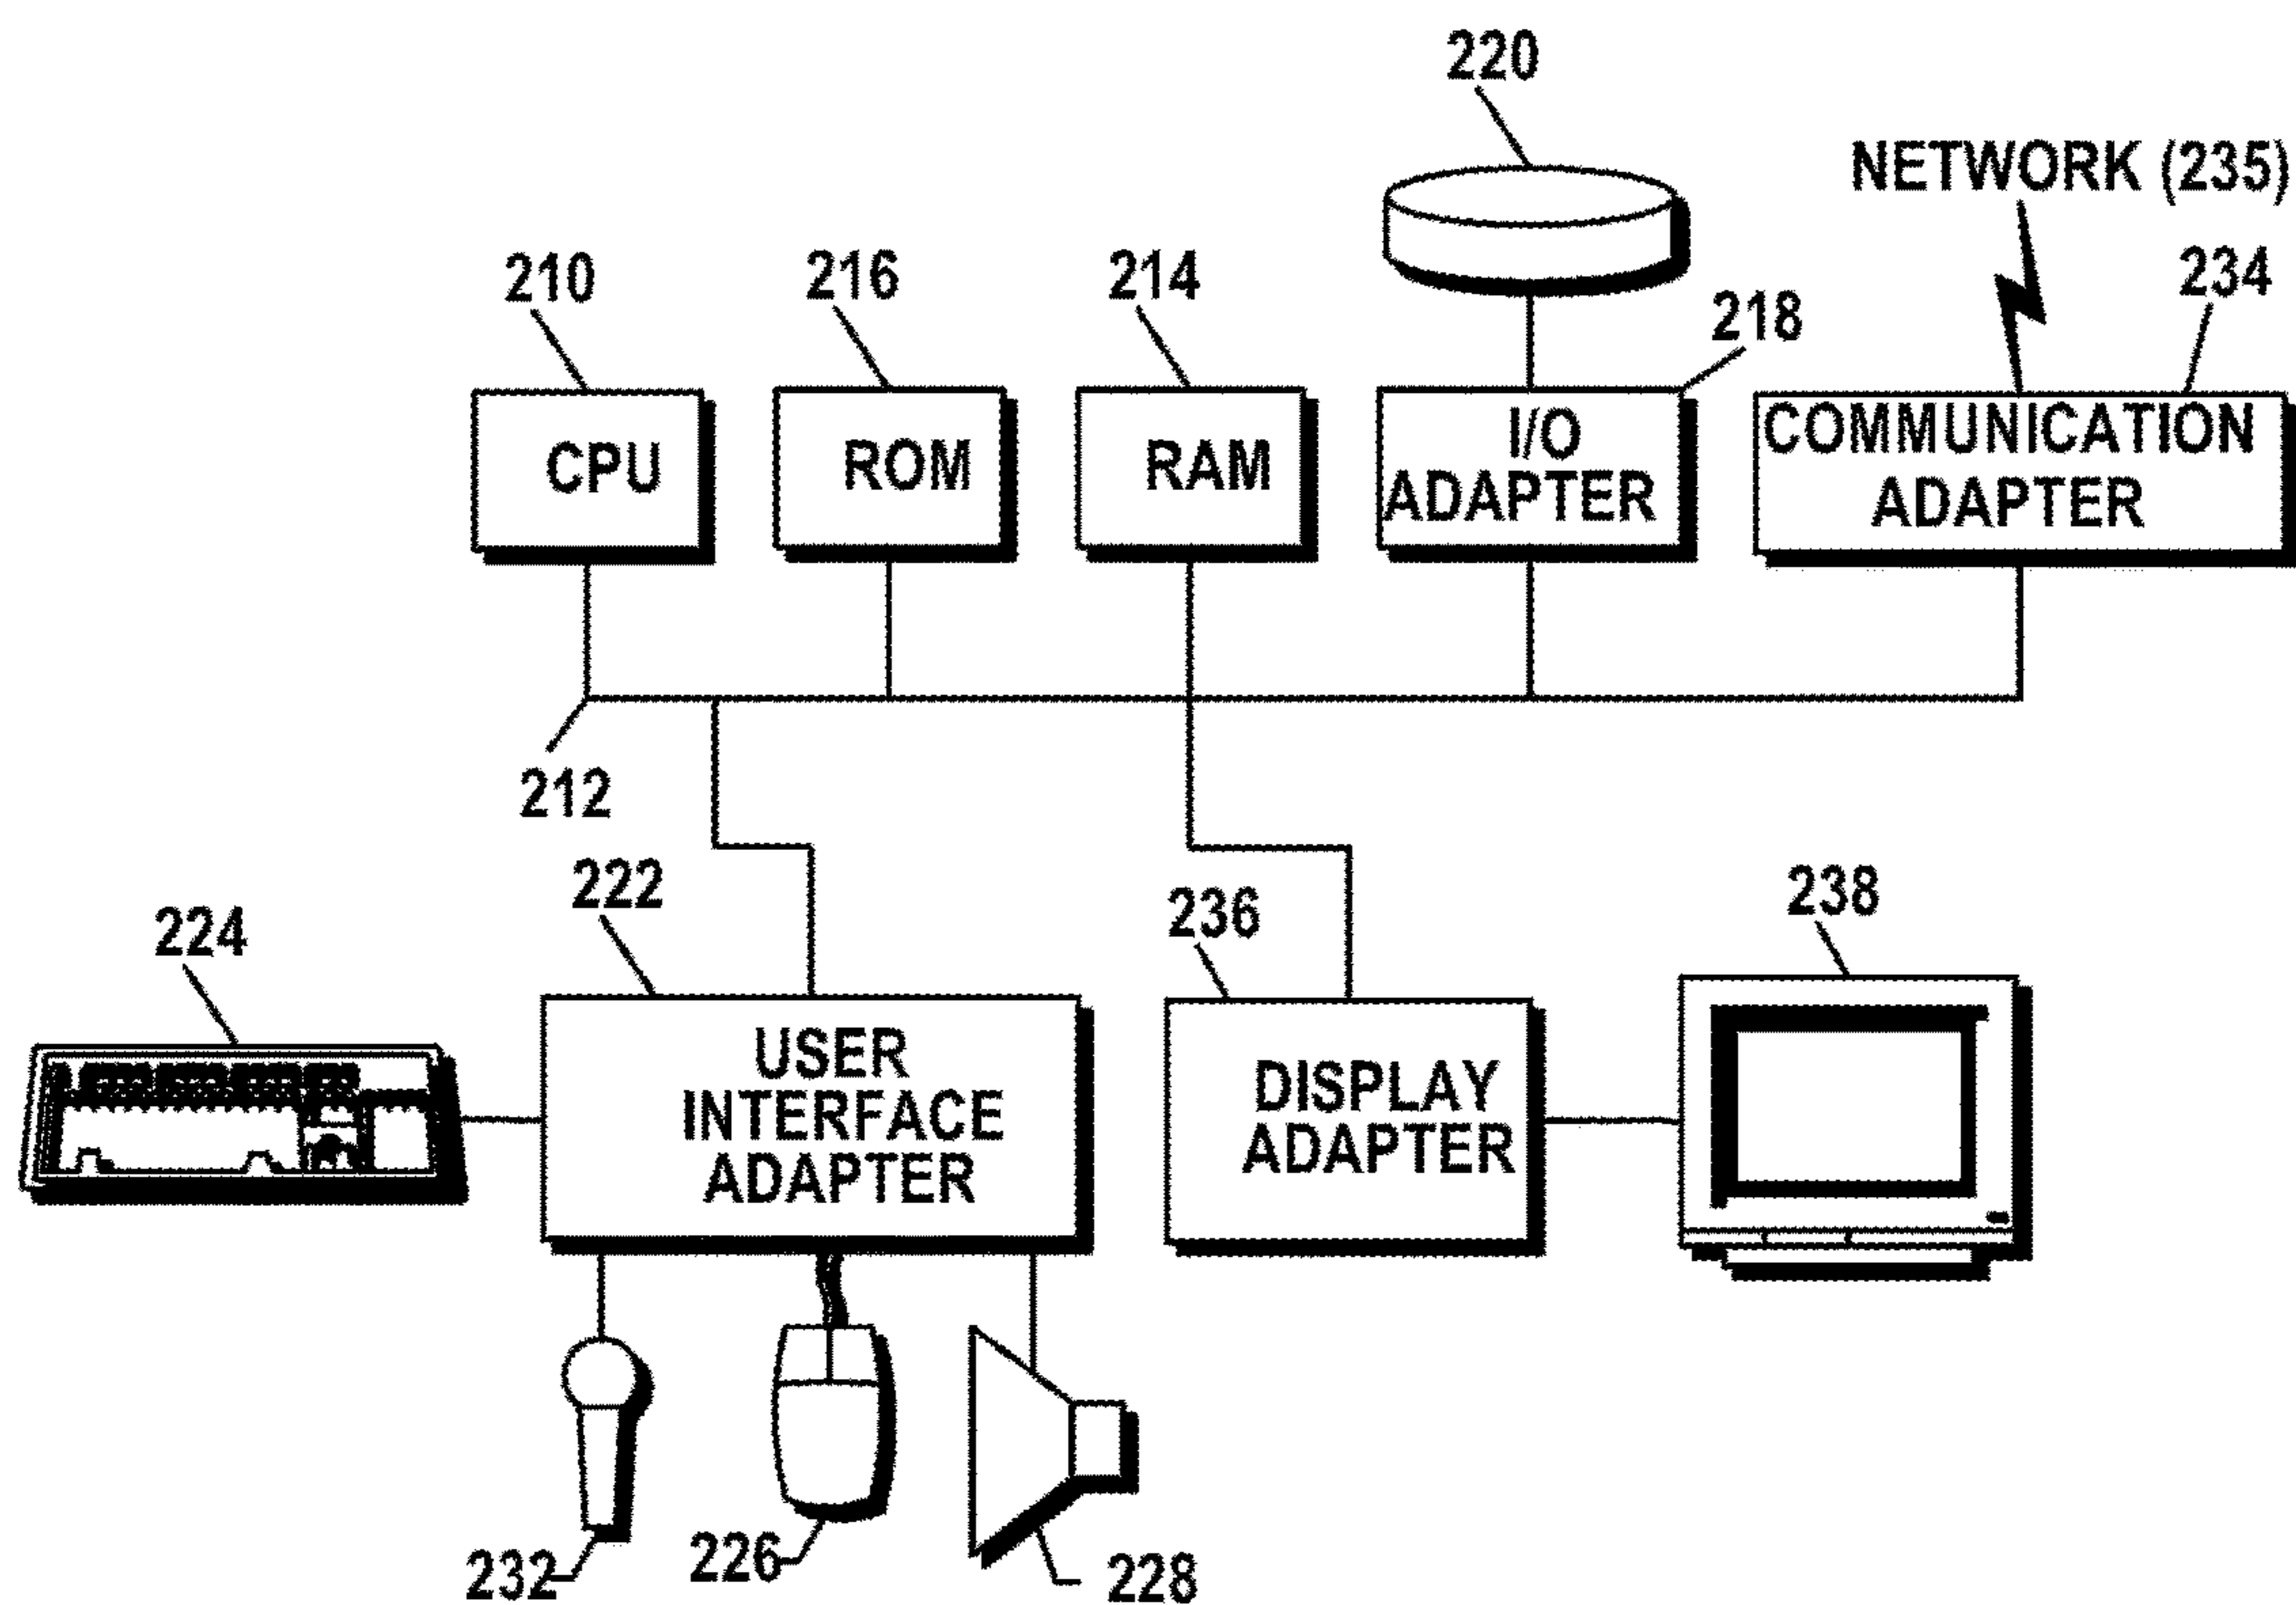 220
NETWORK (235)
210
216
214
218
234
CPU
ROM
RAM
I/O
ADAPTER
COMMUNICATION
ADAPTER
212
222
224
236
238
USER
INTERFACE
ADAPTER
DISPLAY
ADAPTER
232
226
228